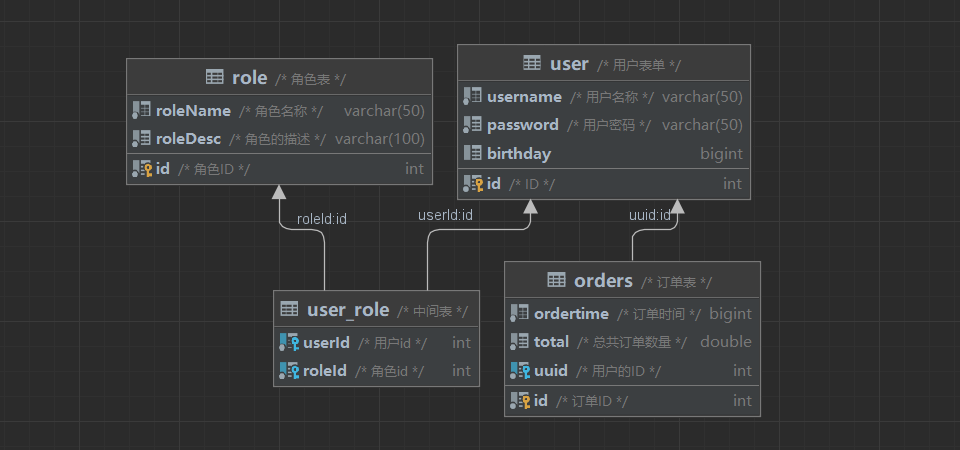 role /* 角色表 */
roleName /* 角色名称 */ varchar(50)
roleDesc /* 角色的描述 */ varchar(100)
id /* 角色ID */ int
user /* 用户表单 */
username /* 用户名称 */ varchar(50)
password /* 用户密码 */ varchar(50)
birthday bigint
id /* ID */ int
roleId:id
userId:id
uuid:id
user_role /* 中间表 */
userId /* 用户id */ int
roleId /* 角色id */ int
orders /* 订单表 */
ordertime /* 订单时间 */ bigint
total /* 总共订单数量 */ double
uuid /* 用户的ID */ int
id /* 订单ID */ int